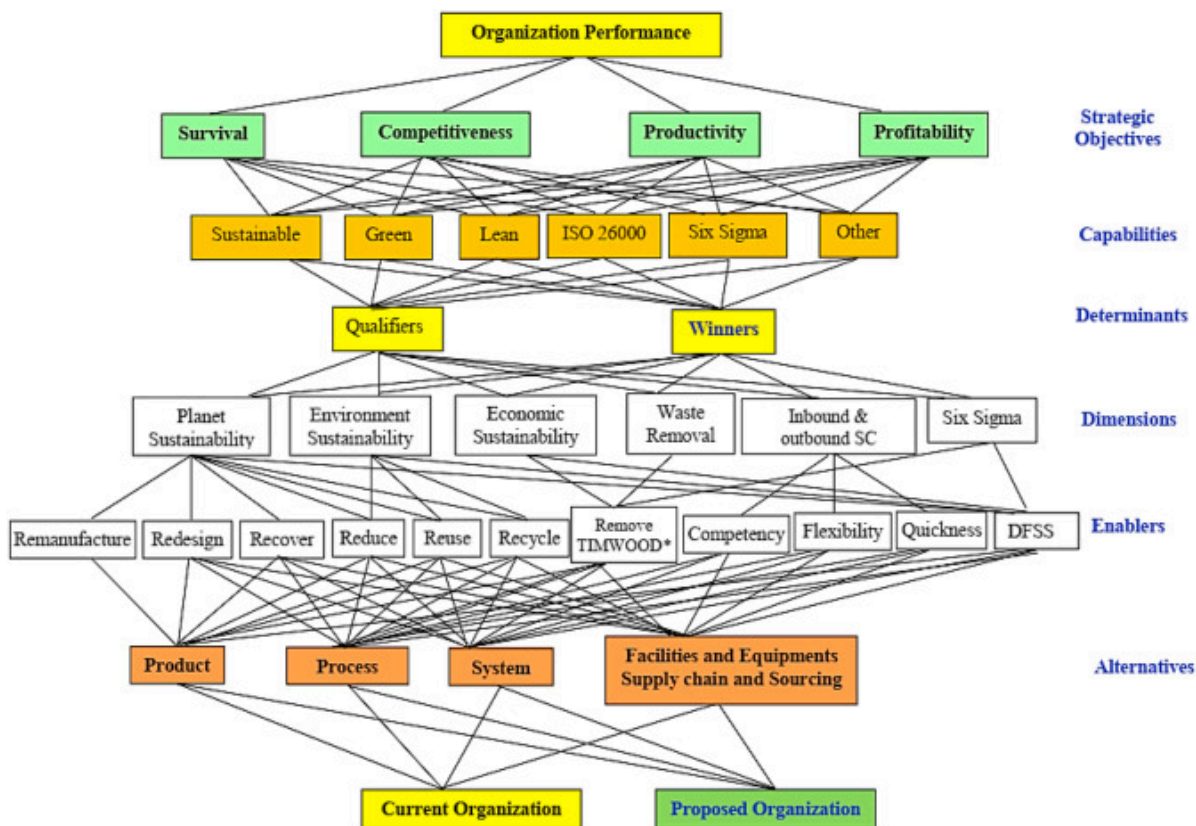 Organization Performance
Survival
Competitiveness
Productivity
Profitability
Strategic
Objectives
Sustainable
Green
Lean
ISO 26000
Six Sigma
Other
Capabilities
Qualifiers
Winners
Determinants
Planet
Sustainability
Environment
Sustainability
Economic
Sustainability
Waste
Removal
Inbound &
outbound SC
Six Sigma
Dimensions
Remanufacture
Redesign
Recover
Reduce
Reuse
Recycle
Remove
TIMWOOD*
Competency
Flexibility
Quickness
DFSS
Enablers
Product
Process
System
Facilities and Equipments
Supply chain and Sourcing
Alternatives
Current Organization
Proposed Organization